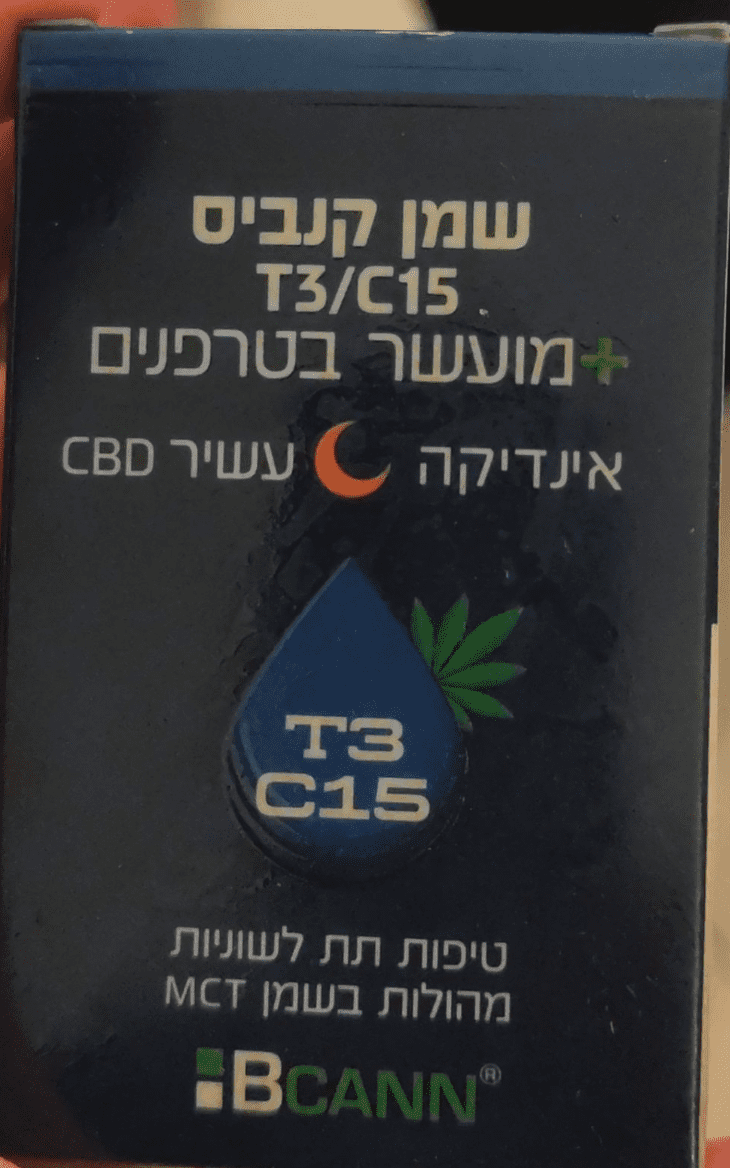 שמן קנביס
T3/C15
+מועשר בטרפנים
אינדיקה עשיר CBD
T3
C15
טיפות תת לשוניות
מהולות בשמן MCT
BCANN®